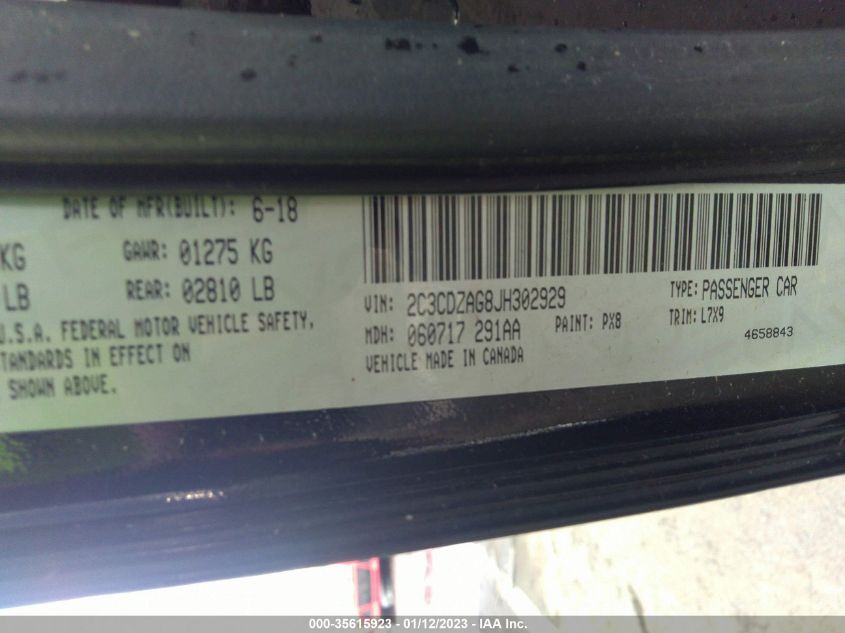 DATE OF MFR(BUILT): 6-18
KG GAWR: 01275 KG
LB REAR: 02810 LB
U.S.A. FEDERAL MOTOR VEHICLE SAFETY,
STANDARDS IN EFFECT ON
SHOWN ABOVE.
VIN: 2C3CDZAG8JH302929 TYPE: PASSENGER CAR
MDH: 060717 291AA PAINT: PX8 TRIM: L7X9
VEHICLE MADE IN CANADA 4658843
000-35615923 - 01/12/2023 - IAA Inc.